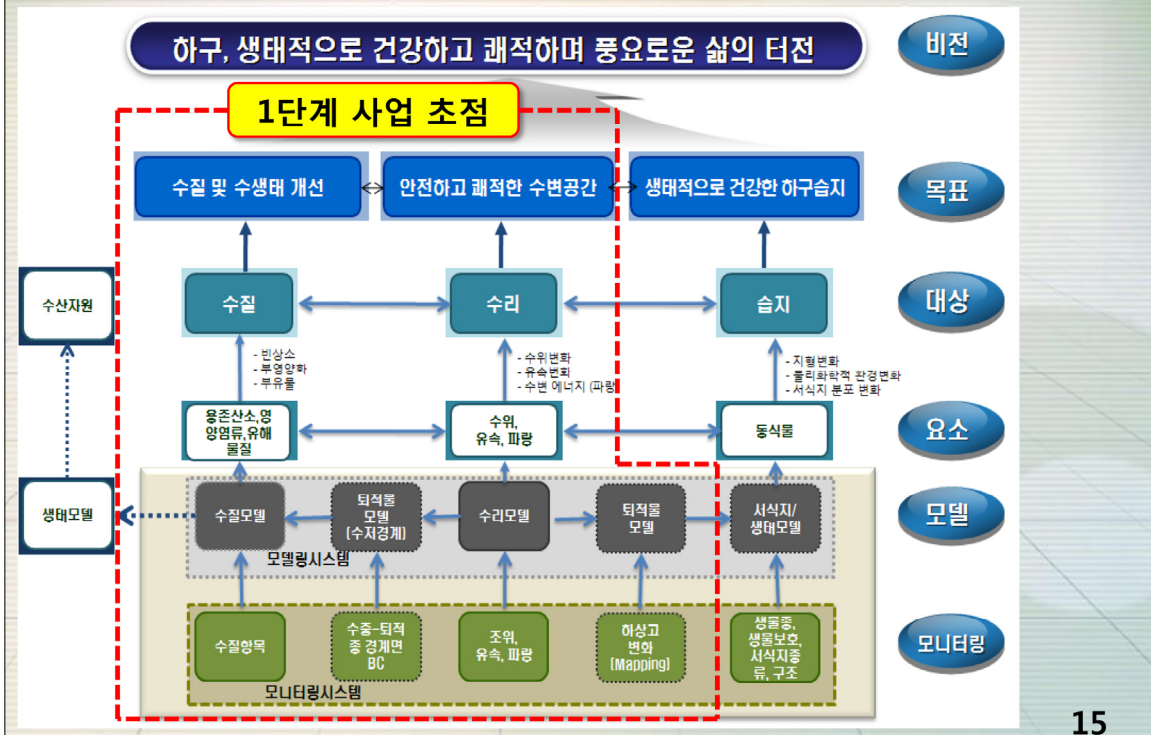 하구, 생태적으로 건강하고 쾌적하며 풍요로운 삶의 터전
비전
1단계 사업 초점
수질 및 수생태 개선
안전하고 쾌적한 수변공간
생태적으로 건강한 하구습지
목표
수산자원
수질
수리
습지
대상
- 빈상소
- 부영양화
- 부유물
- 수위변화
- 유속변화
- 수변 에너지 (파랑
- 지형변화
- 물리화학적 환경변화
- 서식지 분포 변화
용존산소,영
양염류,유해
물질
수위,
유속, 파랑
동식물
요소
생태모델
수질모델
퇴적물
모델
(수저경계)
수리모델
퇴적물
모델
서식지/
생태모델
모델
모델링시스템
수질항목
수중-퇴적
층 경계면
BC
조위,
유속, 파랑
하상고
변화
(Mapping)
생물종,
생물보호,
서식지종
류, 구조
모니터링
모니터링시스템
15